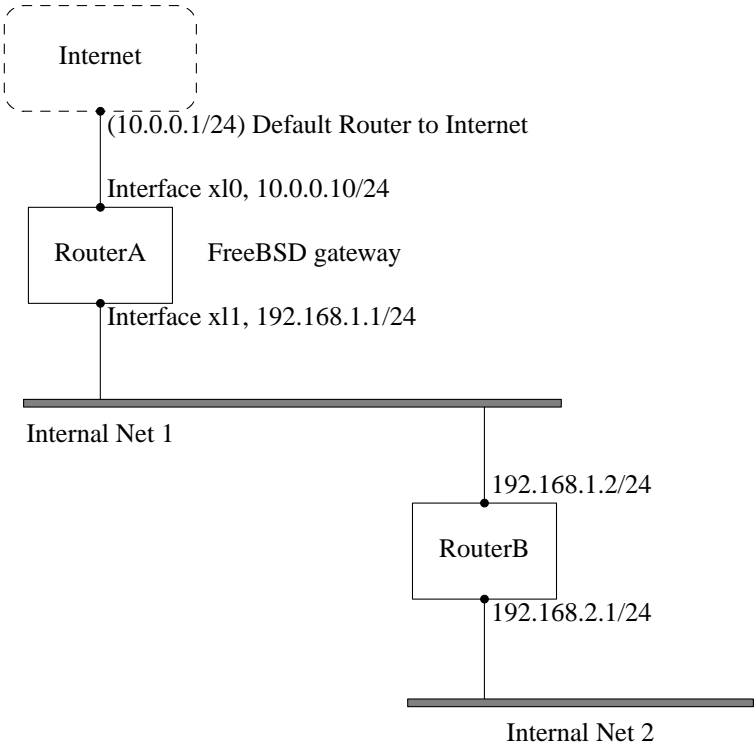 Internet
(10.0.0.1/24) Default Router to Internet
Interface xl0, 10.0.0.10/24
RouterA
FreeBSD gateway
Interface xl1, 192.168.1.1/24
Internal Net 1
192.168.1.2/24
RouterB
192.168.2.1/24
Internal Net 2